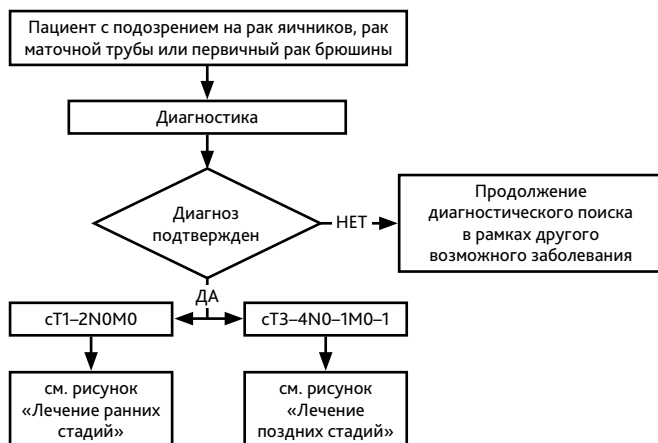 Пациент с подозрением на рак яичников, рак
маточной трубы или первичный рак брюшины
Диагностика
Диагноз
подтвержден
НЕТ
Продолжение
диагностического поиска
в рамках другого
возможного заболевания
ДА
cT1–2N0M0
cT3–4N0–1M0–1
см. рисунок
«Лечение ранних
стадий»
см. рисунок
«Лечение
поздних стадий»